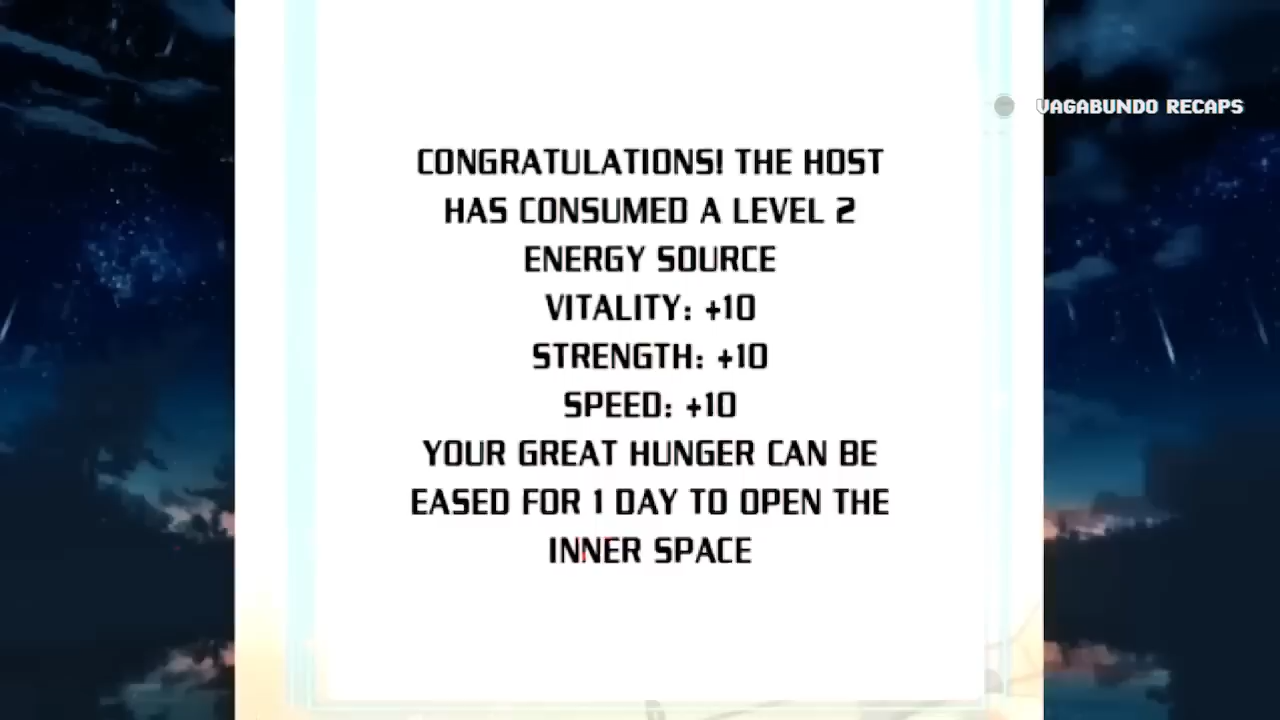 VAGABUNDO RECAPS
CONGRATULATIONS! THE HOST
HAS CONSUMED A LEVEL 2
ENERGY SOURCE
VITALITY: +10
STRENGTH: +10
SPEED: +10
YOUR GREAT HUNGER CAN BE
EASED FOR 1 DAY TO OPEN THE
INNER SPACE